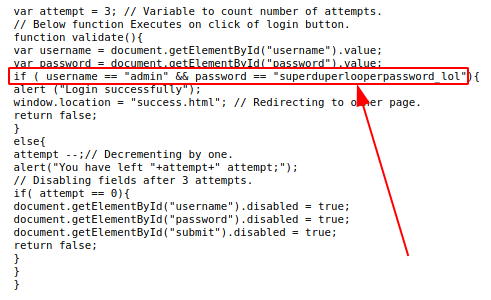 var attempt = 3; // Variable to count number of attempts.
// Below function Executes on click of login button.
function validate(){
var username = document.getElementById("username").value;
var password = document.getElementById("password").value;
if ( username == "admin" && password == "superduperlooperpassword_lol"){
alert ("Login successfully");
window.location = "success.html"; // Redirecting to other page.
return false;
}
else{
attempt --;// Decrementing by one.
alert("You have left "+attempt+" attempt;");
// Disabling fields after 3 attempts.
if( attempt == 0){
document.getElementById("username").disabled = true;
document.getElementById("password").disabled = true;
document.getElementById("submit").disabled = true;
return false;
}
}
}